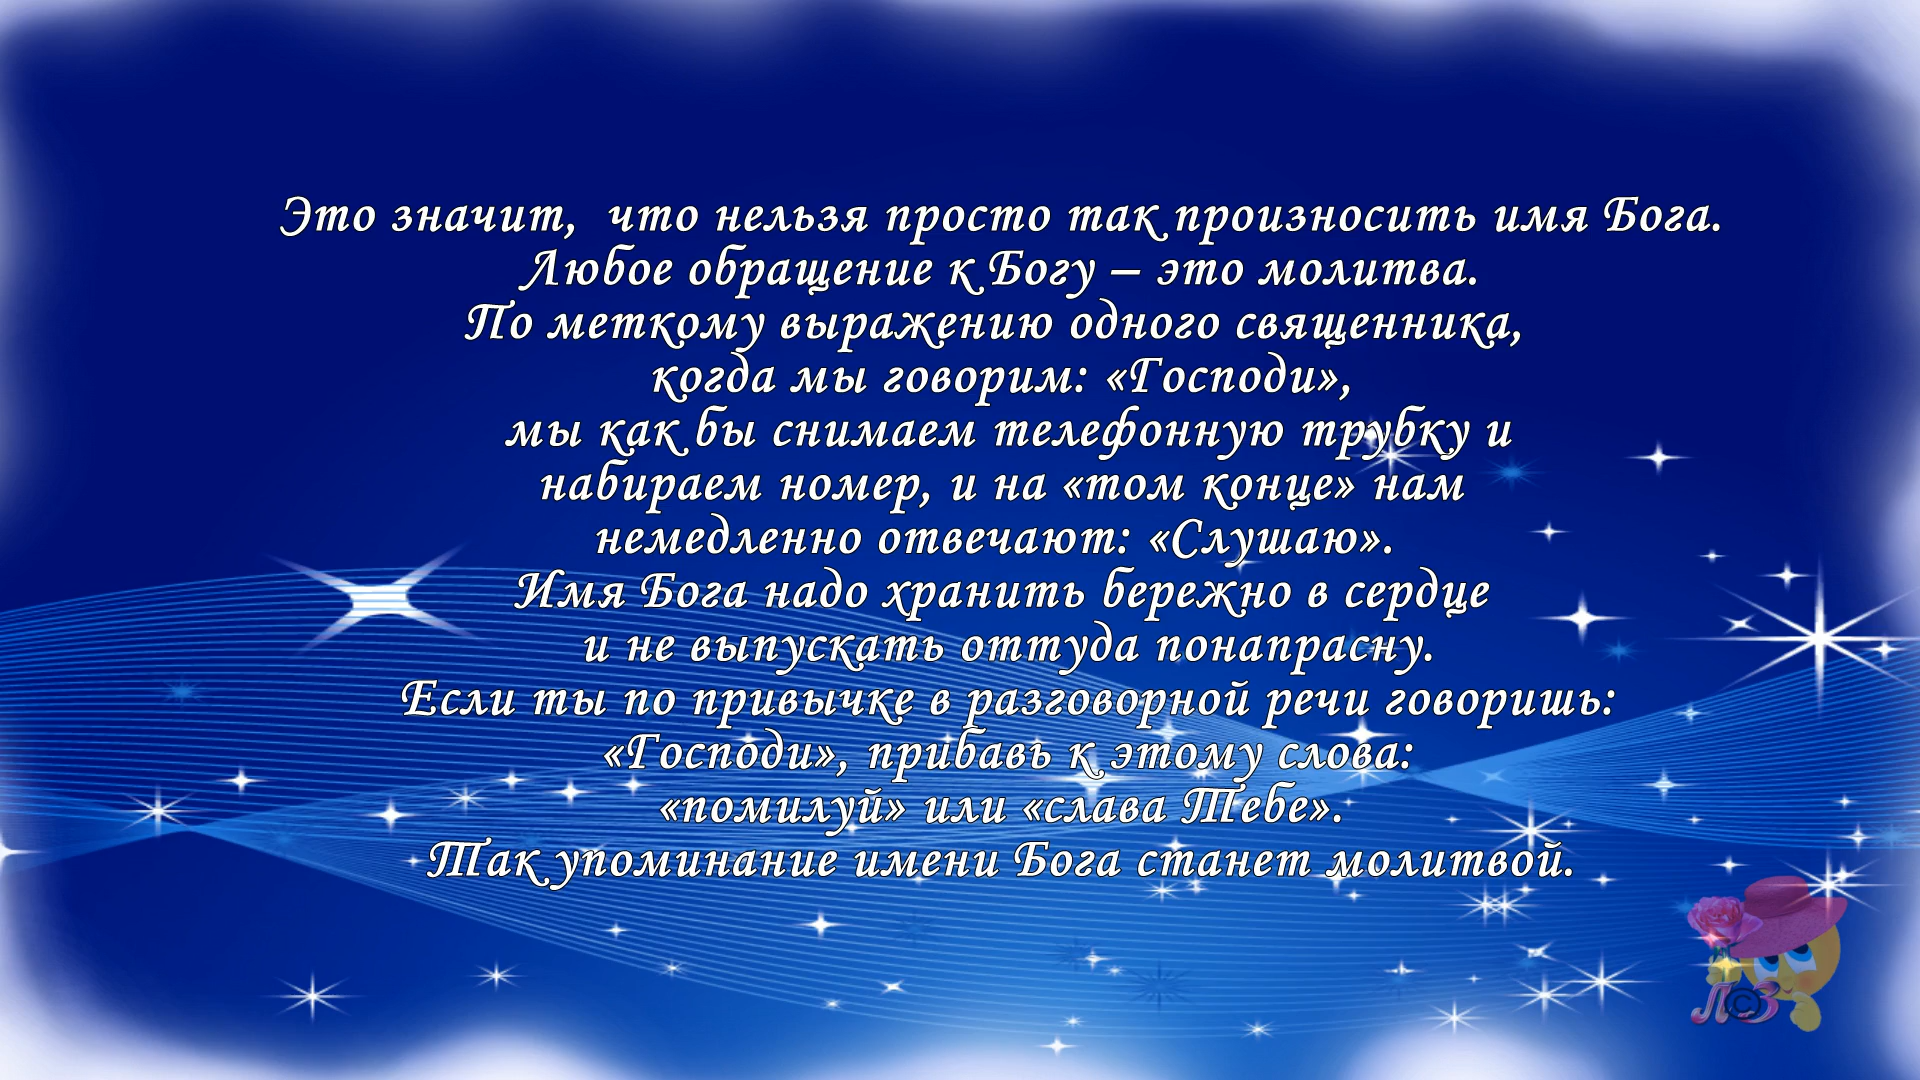 Это значит,  что нельзя просто так произносить имя Бога.
Любое обращение к Богу – это молитва.
По меткому выражению одного священника,
когда мы говорим: «Господи»,
мы как бы снимаем телефонную трубку и
набираем номер, и на «том конце» нам
немедленно отвечают: «Слушаю».
Имя Бога надо хранить бережно в сердце
и не выпускать оттуда понапрасну.
Если ты по привычке в разговорной речи говоришь:
«Господи», прибавь к этому слова:
«помилуй» или «слава Тебе».
Так упоминание имени Бога станет молитвой.
Л©З